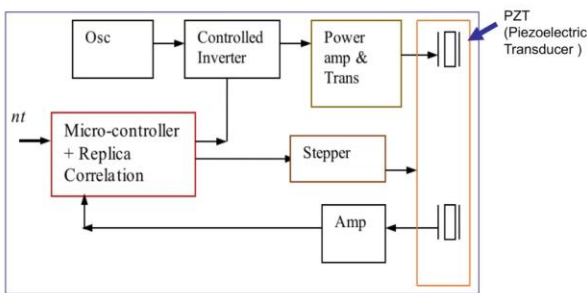 PZT
(Piezoelectric
Transducer )
Osc
Controlled
Inverter
Power
amp &
Trans
nt
Micro-controller
+ Replica
Correlation
Stepper
Amp